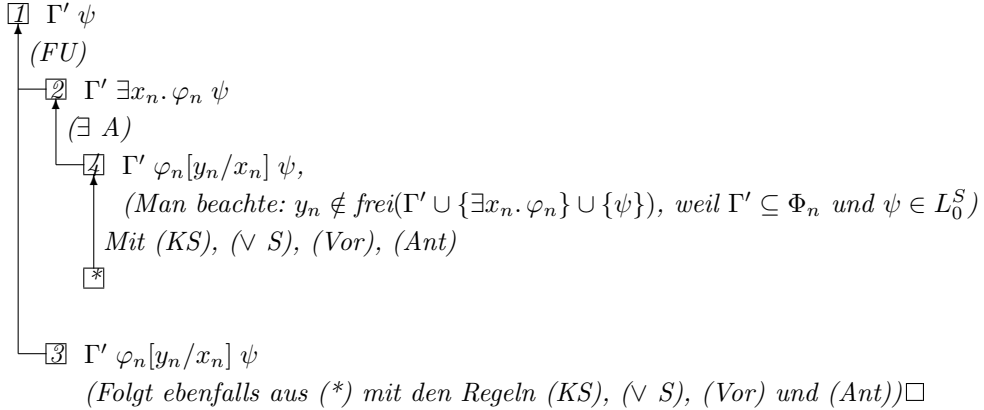 1 Γ′ ψ
(FU)
2 Γ′ ∃xₙ. φₙ ψ
(∃ A)
4 Γ′ φₙ[yₙ/xₙ] ψ,
(Man beachte: yₙ ∉ frei(Γ′ ∪ {∃xₙ. φₙ} ∪ {ψ}), weil Γ′ ⊆ Φₙ und ψ ∈ L₀ˢ)
Mit (KS), (∨ S), (Vor), (Ant)
*
3 Γ′ φₙ[yₙ/xₙ] ψ
(Folgt ebenfalls aus (*) mit den Regeln (KS), (∨ S), (Vor) und (Ant))□